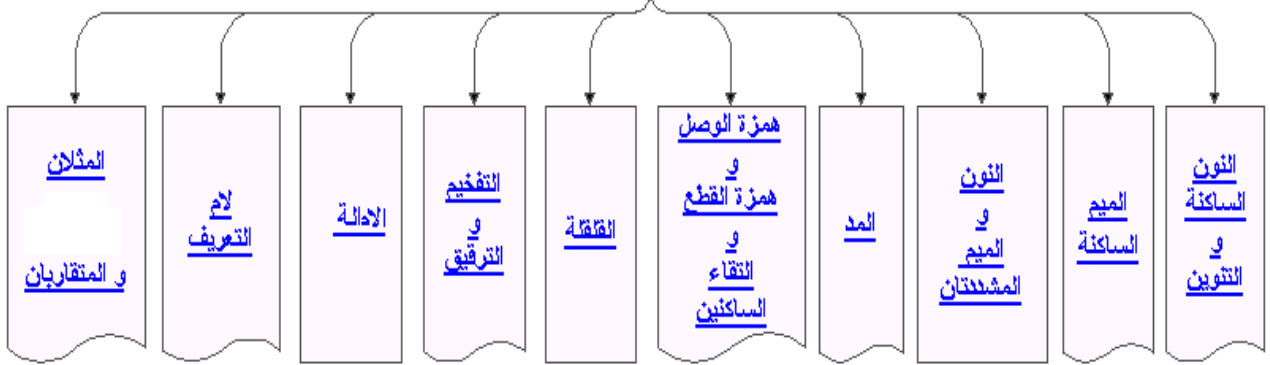 النون
الساكنة
و
التنوين
الميم
الساكنة
النون
و
الميم
المشددتان
المد
همزة الوصل
و
همزة القطع
و
التقاء
الساكنين
القلقلة
التفخيم
و
الترقيق
الامالة
لام
التعريف
المثلان
و المتقاربان